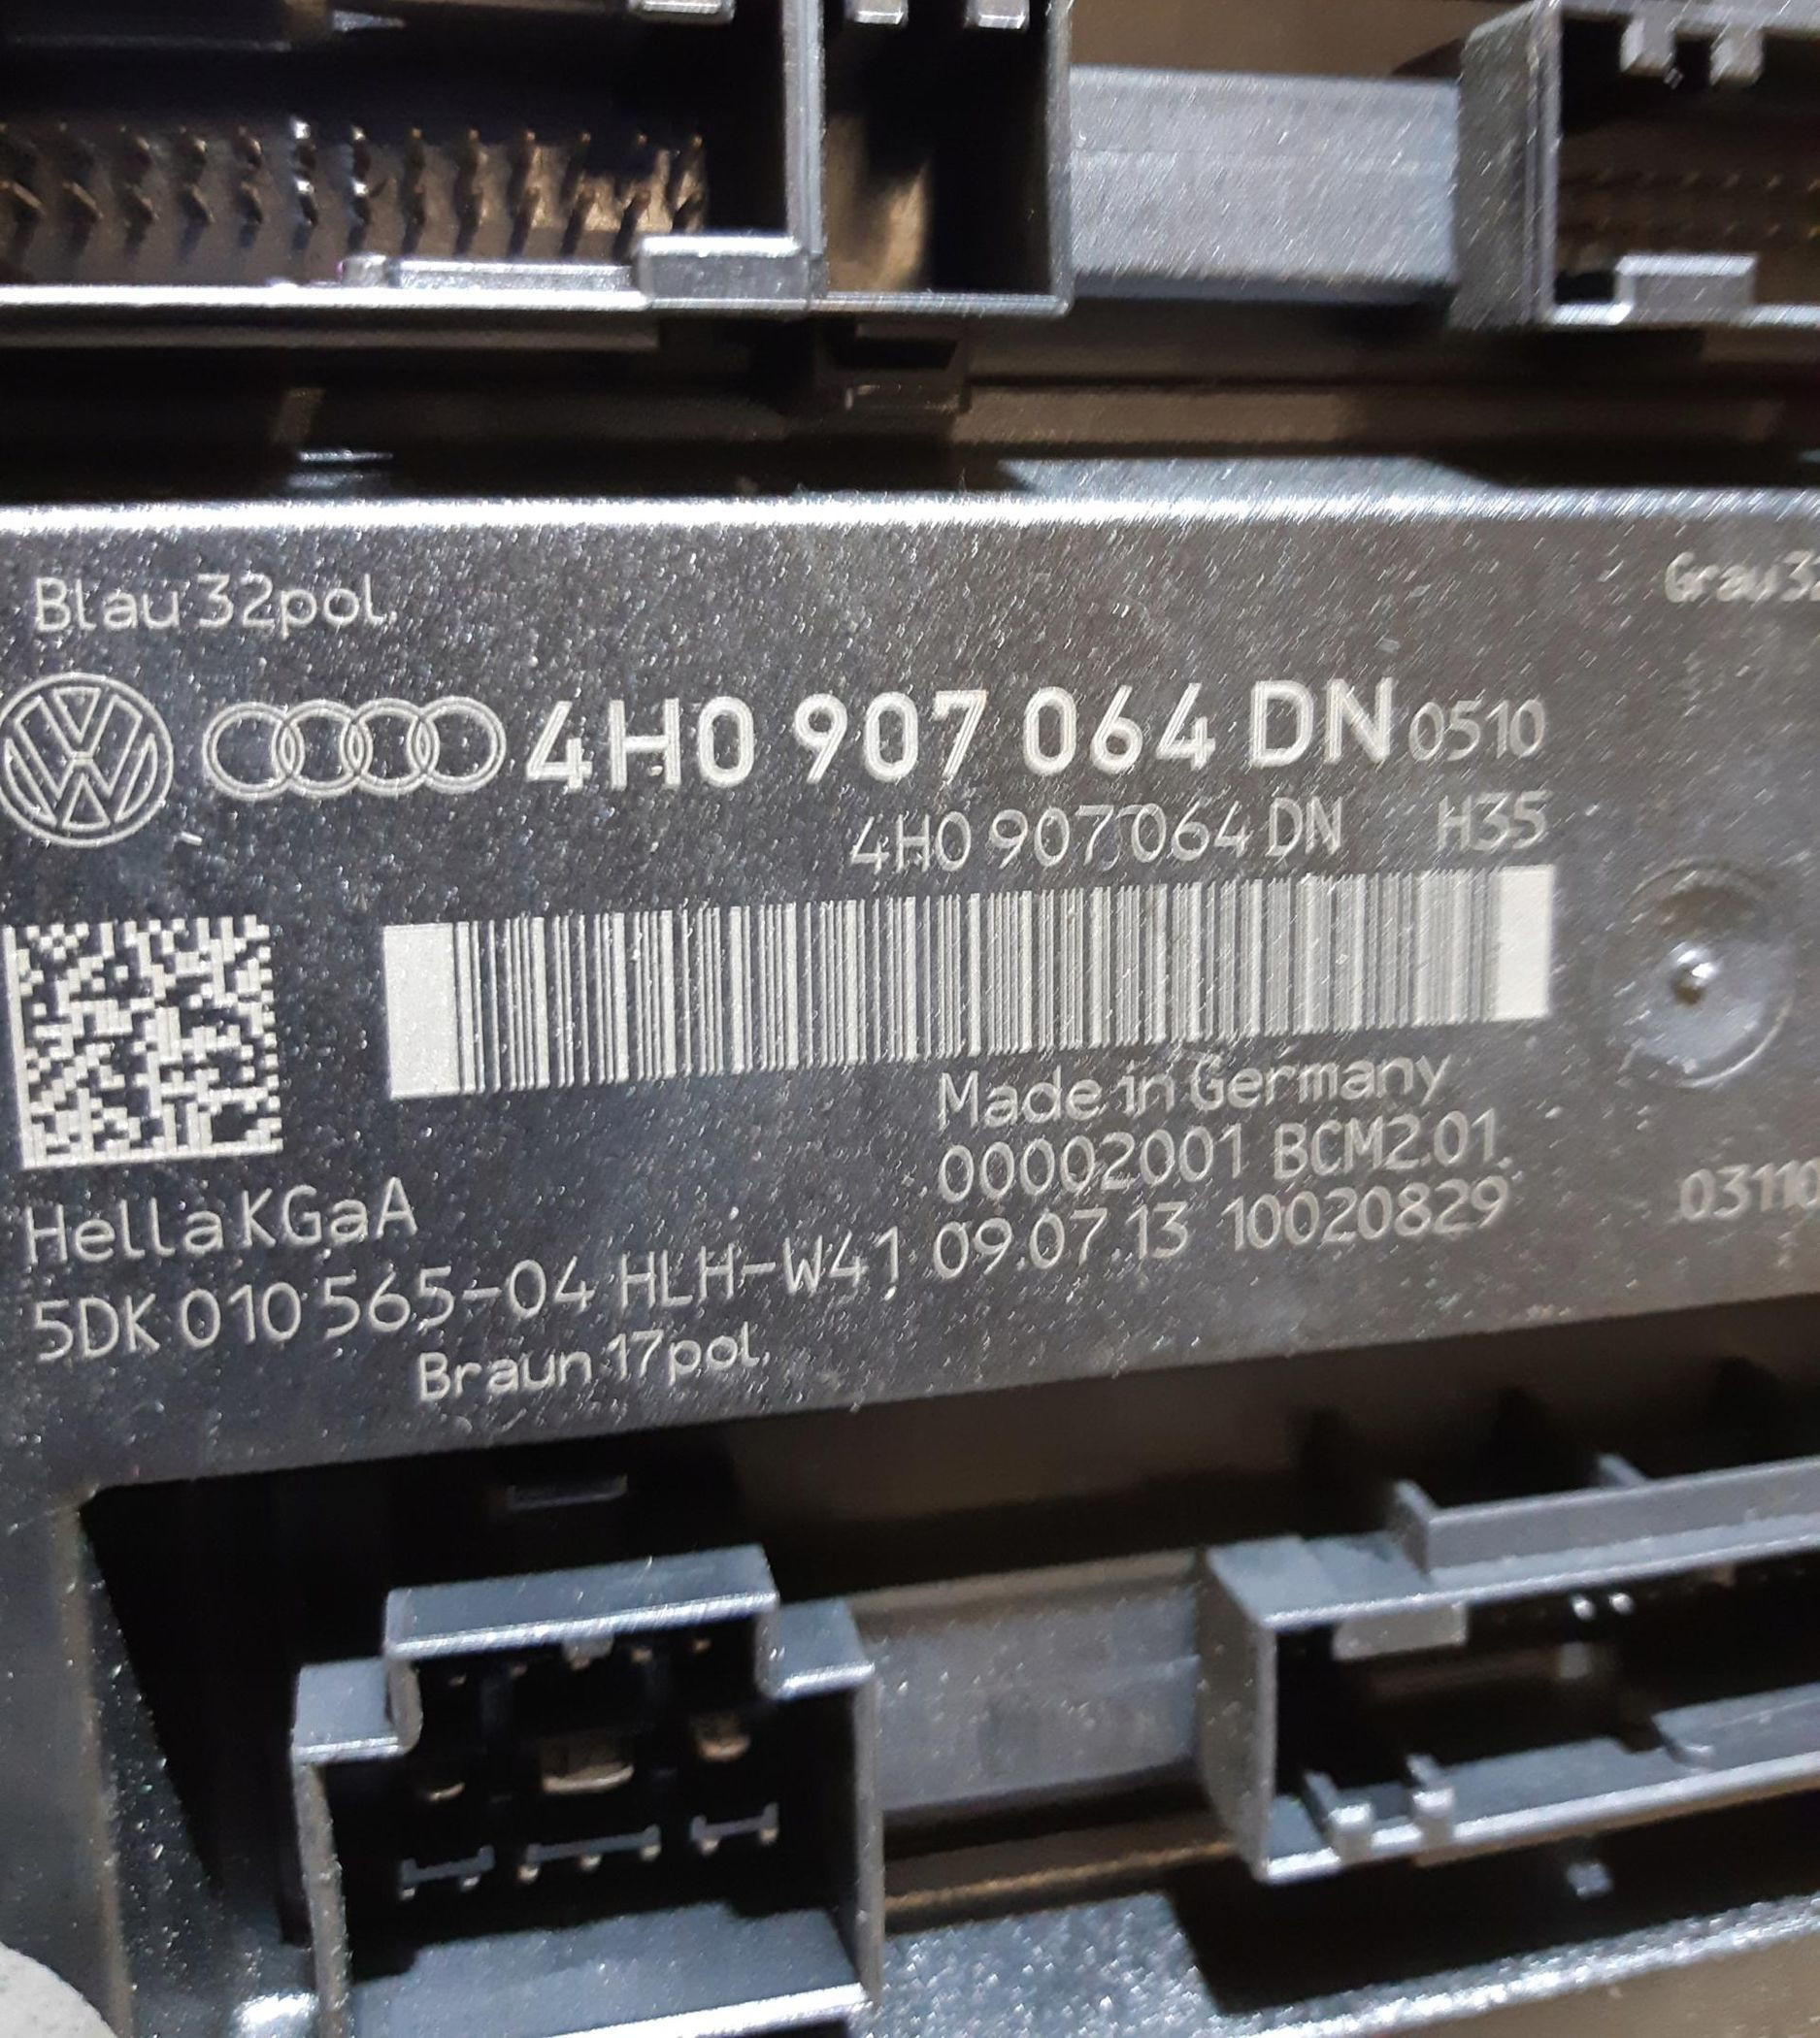 Blau 32pol.
Grau 32
4H0 907 064 DN 0510
4H0 907 064 DN H35
Made in Germany
00002001 BCM2.01.
Hella KGaA
5DK 010 565-04 HLH-W41 09.07.13 10020829
03110
Braun 17pol.